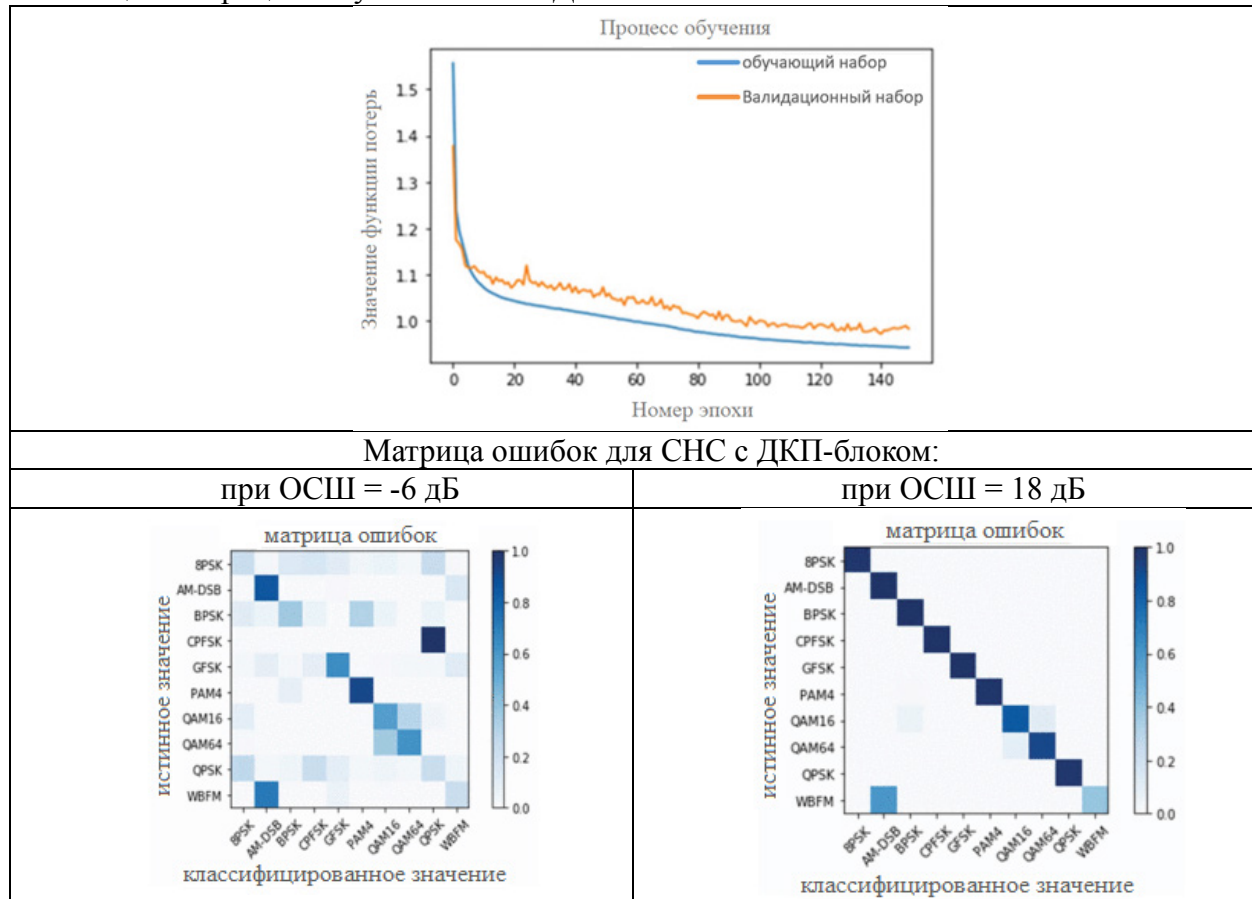 Процесс обучения
обучающий набор
Валидационный набор
Значение функции потерь
1.5
1.4
1.3
1.2
1.1
1.0
0 20 40 60 80 100 120 140
Номер эпохи
Матрица ошибок для СНС с ДКП-блоком:
при ОСШ = -6 дБ
при ОСШ = 18 дБ
матрица ошибок
истинное значение
8PSK
AM-DSB
BPSK
CPFSK
GFSK
PAM4
QAM16
QAM64
QPSK
WBFM
1.0
0.8
0.6
0.4
0.2
0.0
8PSK AM-DSB BPSK CPFSK GFSK PAM4 QAM16 QAM64 QPSK WBFM
классифицированное значение
матрица ошибок
истинное значение
8PSK
AM-DSB
BPSK
CPFSK
GFSK
PAM4
QAM16
QAM64
QPSK
WBFM
1.0
0.8
0.6
0.4
0.2
0.0
8PSK AM-DSB BPSK CPFSK GFSK PAM4 QAM16 QAM64 QPSK WBFM
классифицированное значение